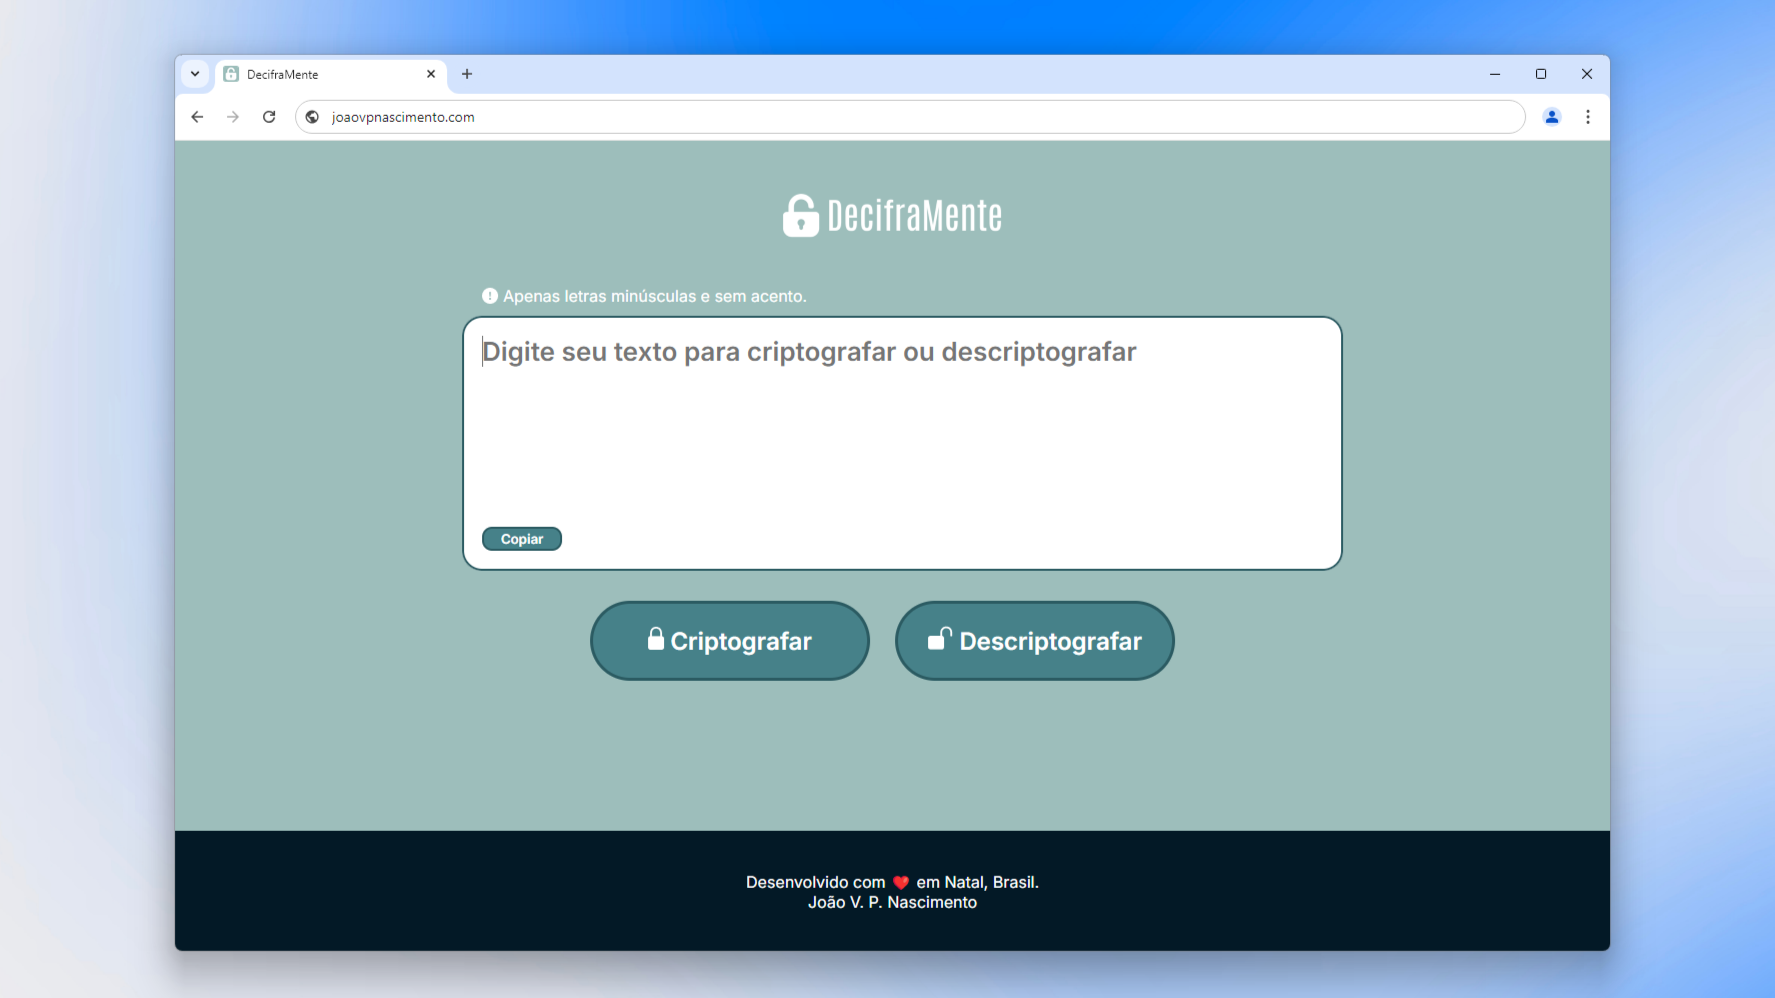 DecifraMente
joaovpnascimento.com
DecifraMente
Apenas letras minúsculas e sem acento.
Digite seu texto para criptografar ou descriptografar
Copiar
Criptografar
Descriptografar
Desenvolvido com ❤️ em Natal, Brasil.
João V. P. Nascimento